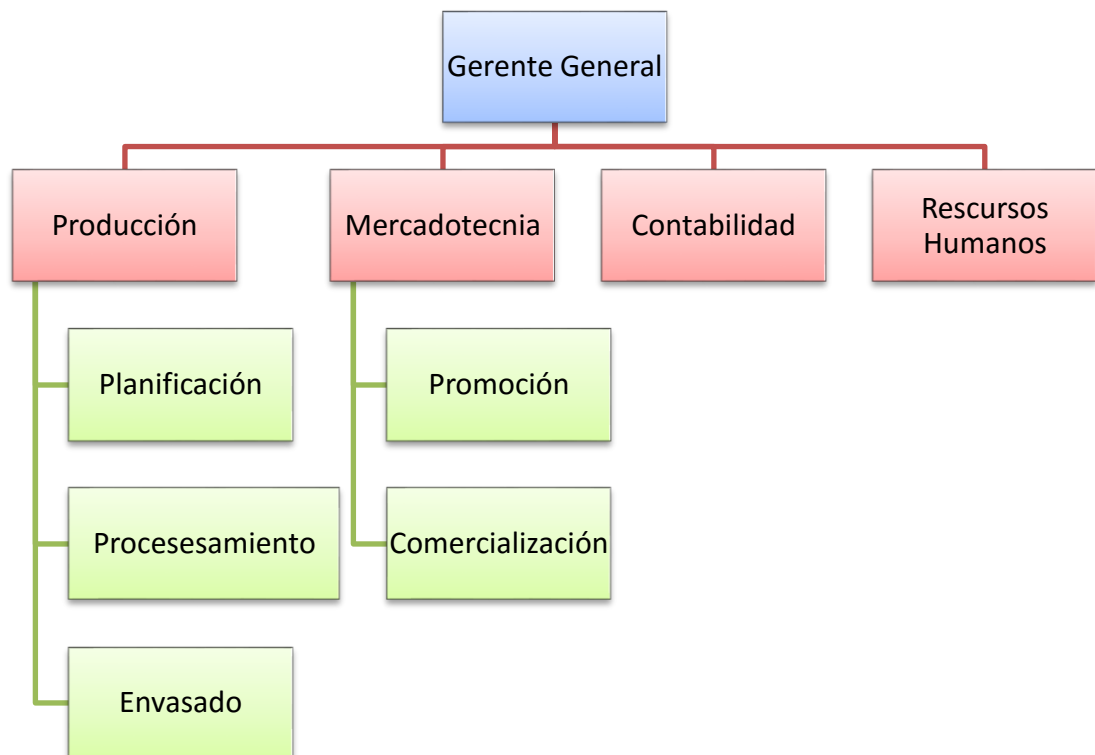 Gerente General
Producción
Mercadotecnia
Contabilidad
Rescursos
Humanos
Planificación
Promoción
Procesesamiento
Comercialización
Envasado